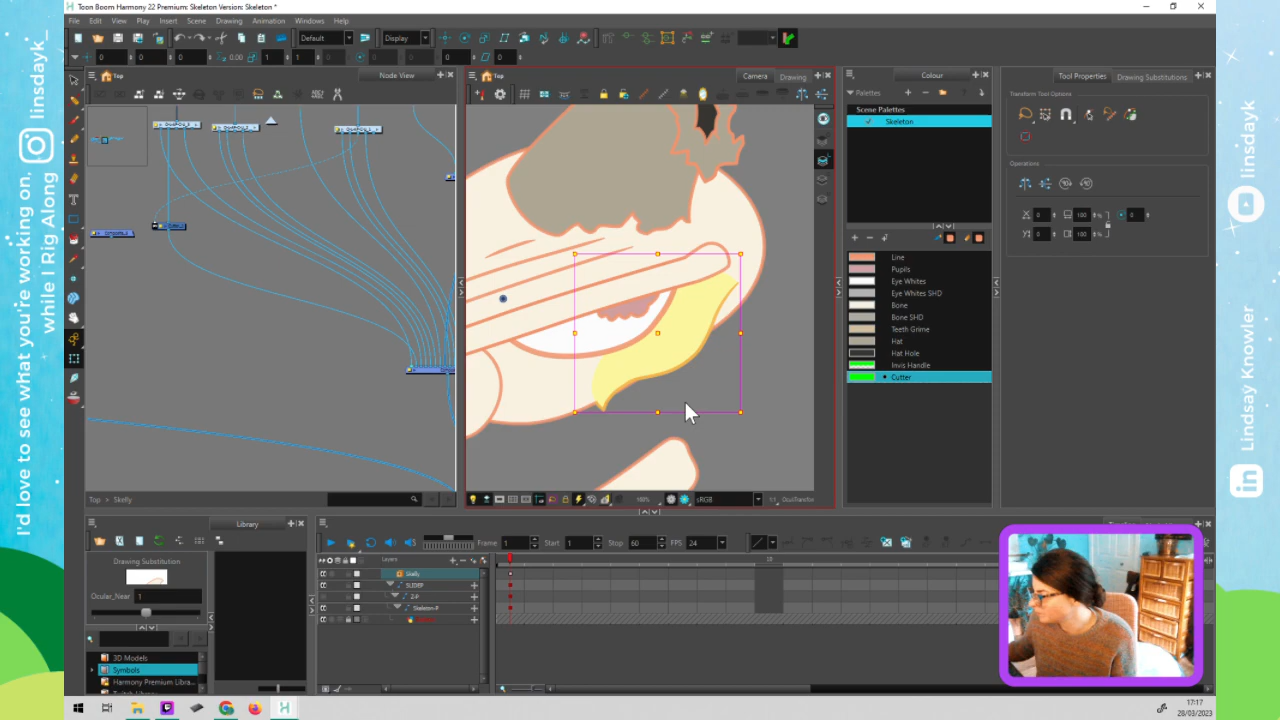 I'd love to see what you're working on,
while I Rig Along
linsdayk_
Toon Boom Harmony 22 Premium: Skeleton Version: Skeleton *
File Edit View Play Insert Scene Drawing Animation Windows Help
Default
Display
Top
Node View
Top
Camera
Drawing
Colour
Tool Properties
Drawing Substitutions
Palettes
Scene Palettes
Skeleton
Transform Tool Options
Operations
Line
Pupils
Eye Whites
Eye Whites SHD
Bone
Bone SHD
Teeth Grime
Hat
Hat Hole
Invis Handle
Cutter
Top > Skelly
sRGB
Library
Drawing Substitution
Ocular_Near
1
3D Models
Symbols
Harmony Premium Libra...
Frame 1
Start 1
Stop 60
FPS 24
Layers
Skelly
Skeleton-P
10
17:17
28/03/2023
linsdayk
Lindsay Knowler